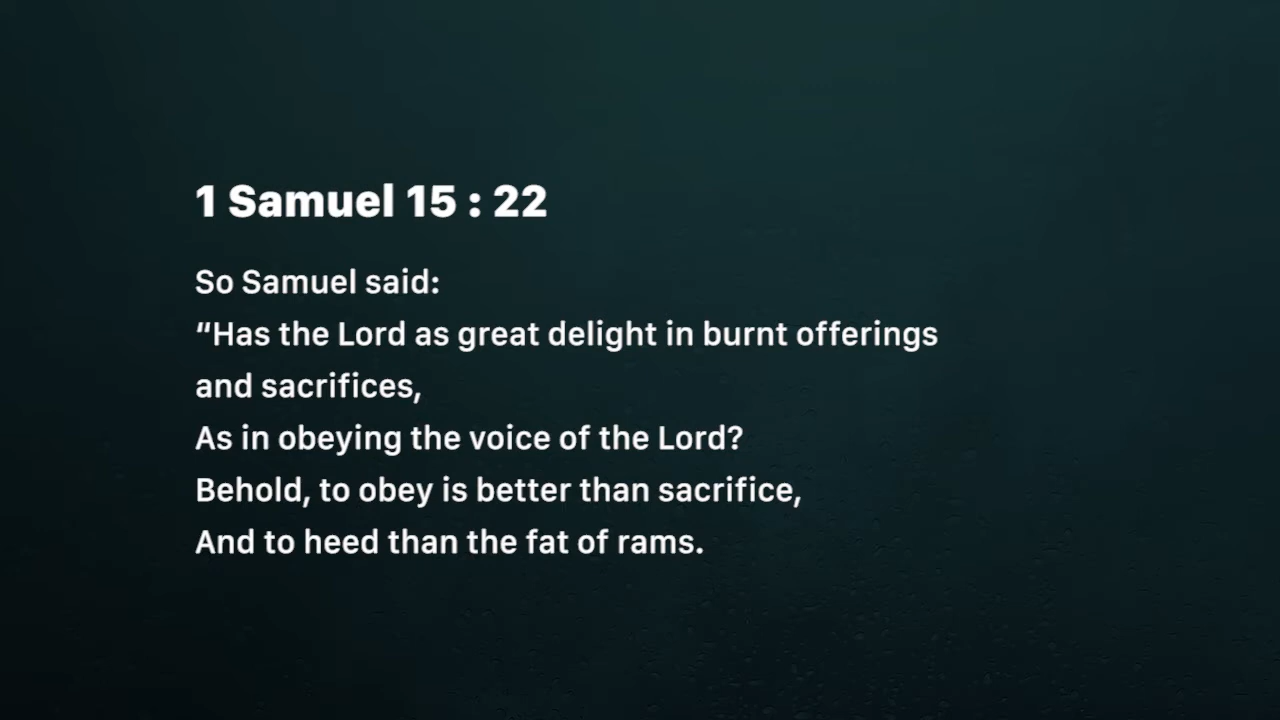 1 Samuel 15 : 22
So Samuel said:
“Has the Lord as great delight in burnt offerings
and sacrifices,
As in obeying the voice of the Lord?
Behold, to obey is better than sacrifice,
And to heed than the fat of rams.